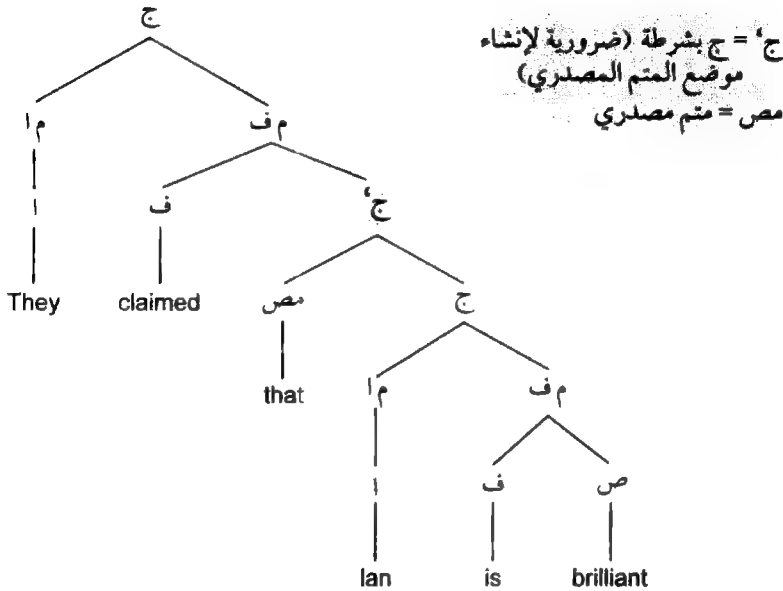 ج
ج‘ = ج بشرطة (ضرورية لإنشاء
موضع المتم المصدري)
مص = متم مصدري
م ا م ف
ا ف ج‘
They claimed مص ج
that م ا م ف
ا ف ص
Ian is brilliant